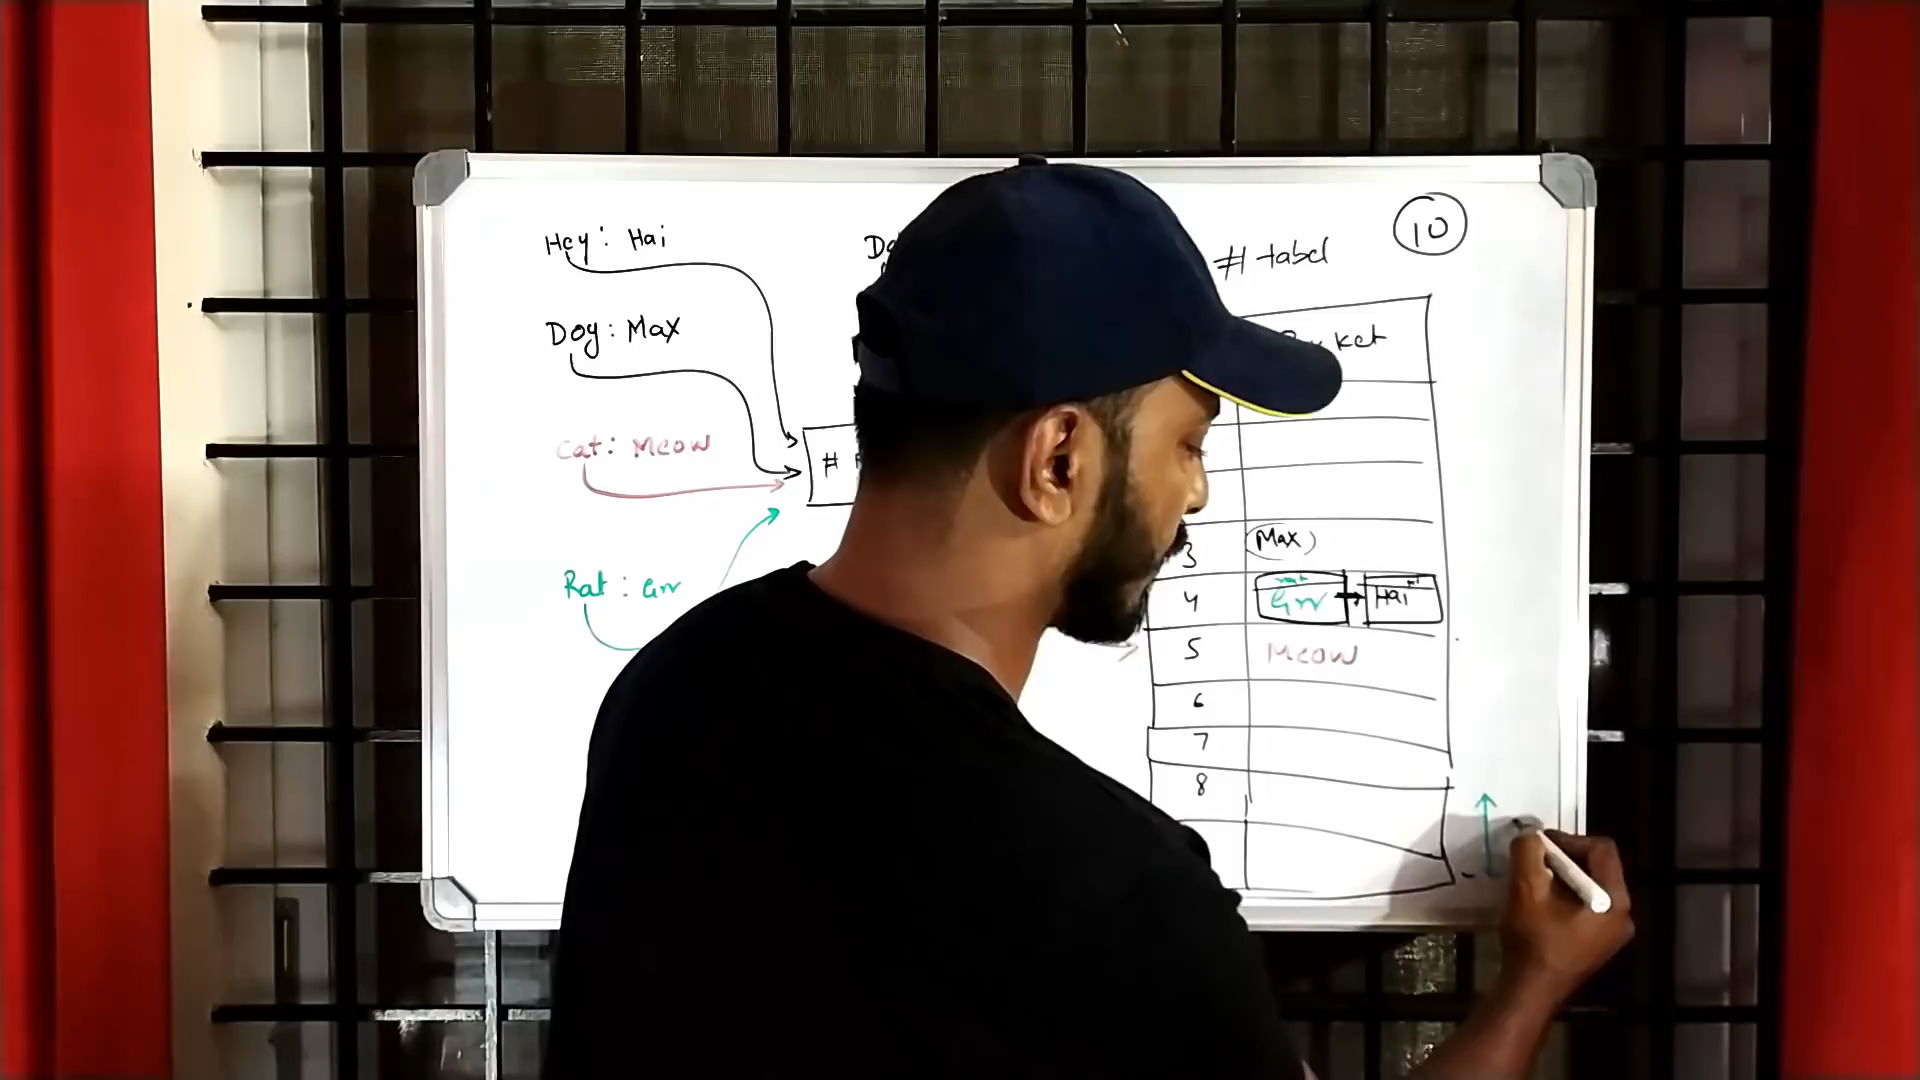 Hey: Hai
Dog: Max
Cat: Meow
Rat: Grr
#
10
# tabel
3 Max
4 Grr Hai
5 Meow
6
7
8